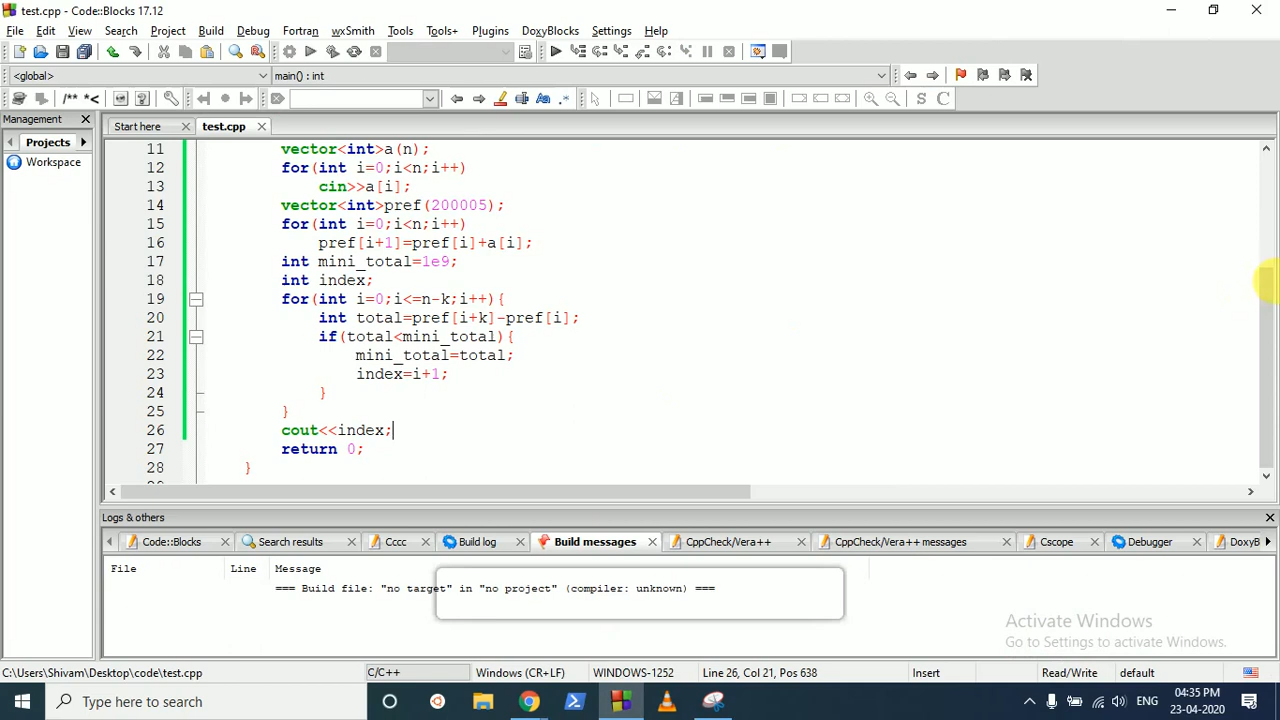 test.cpp - Code::Blocks 17.12
File Edit View Search Project Build Debug Fortran wxSmith Tools Tools+ Plugins DoxyBlocks Settings Help
<global> main() : int
/** *< .* S C
Management
Projects
Workspace
Start here test.cpp
11 vector<int>a(n);
12 for(int i=0;i<n;i++)
13 cin>>a[i];
14 vector<int>pref(200005);
15 for(int i=0;i<n;i++)
16 pref[i+1]=pref[i]+a[i];
17 int mini_total=1e9;
18 int index;
19 for(int i=0;i<=n-k;i++){
20 int total=pref[i+k]-pref[i];
21 if(total<mini_total){
22 mini_total=total;
23 index=i+1;
24 }
25 }
26 cout<<index;
27 return 0;
28 }
Logs & others
Code::Blocks Search results Cccc Build log Build messages CppCheck/Vera++ CppCheck/Vera++ messages Cscope Debugger DoxyB
File Line Message
=== Build file: "no target" in "no project" (compiler: unknown) ===
Activate Windows
Go to Settings to activate Windows.
C:\Users\Shivam\Desktop\code\test.cpp C/C++ Windows (CR+LF) WINDOWS-1252 Line 26, Col 21, Pos 638 Insert Read/Write default
Type here to search
ENG
04:35 PM
23-04-2020